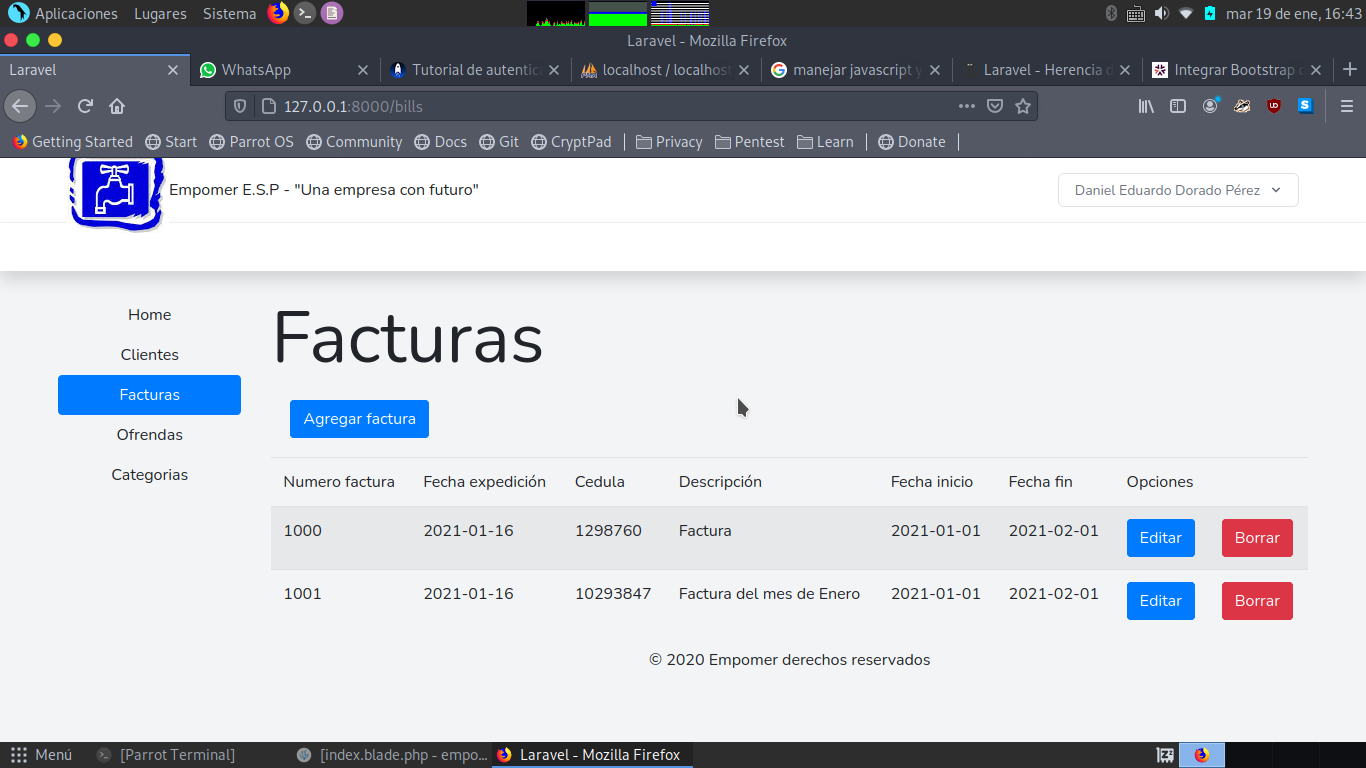 Aplicaciones Lugares Sistema mar 19 de ene, 16:43
Laravel - Mozilla Firefox
Laravel WhatsApp Tutorial de autentic localhost / localhos manejar javascript y Laravel - Herencia d Integrar Bootstrap c
127.0.0.1:8000/bills
Getting Started Start Parrot OS Community Docs Git CryptPad Privacy Pentest Learn Donate
Empomer E.S.P - "Una empresa con futuro" Daniel Eduardo Dorado Pérez
Home
Clientes
Facturas
Ofrendas
Categorias
Facturas
Agregar factura
Numero factura Fecha expedición Cedula Descripción Fecha inicio Fecha fin Opciones
1000 2021-01-16 1298760 Factura 2021-01-01 2021-02-01 Editar Borrar
1001 2021-01-16 10293847 Factura del mes de Enero 2021-01-01 2021-02-01 Editar Borrar
© 2020 Empomer derechos reservados
Menú [Parrot Terminal] [index.blade.php - empo... Laravel - Mozilla Firefox